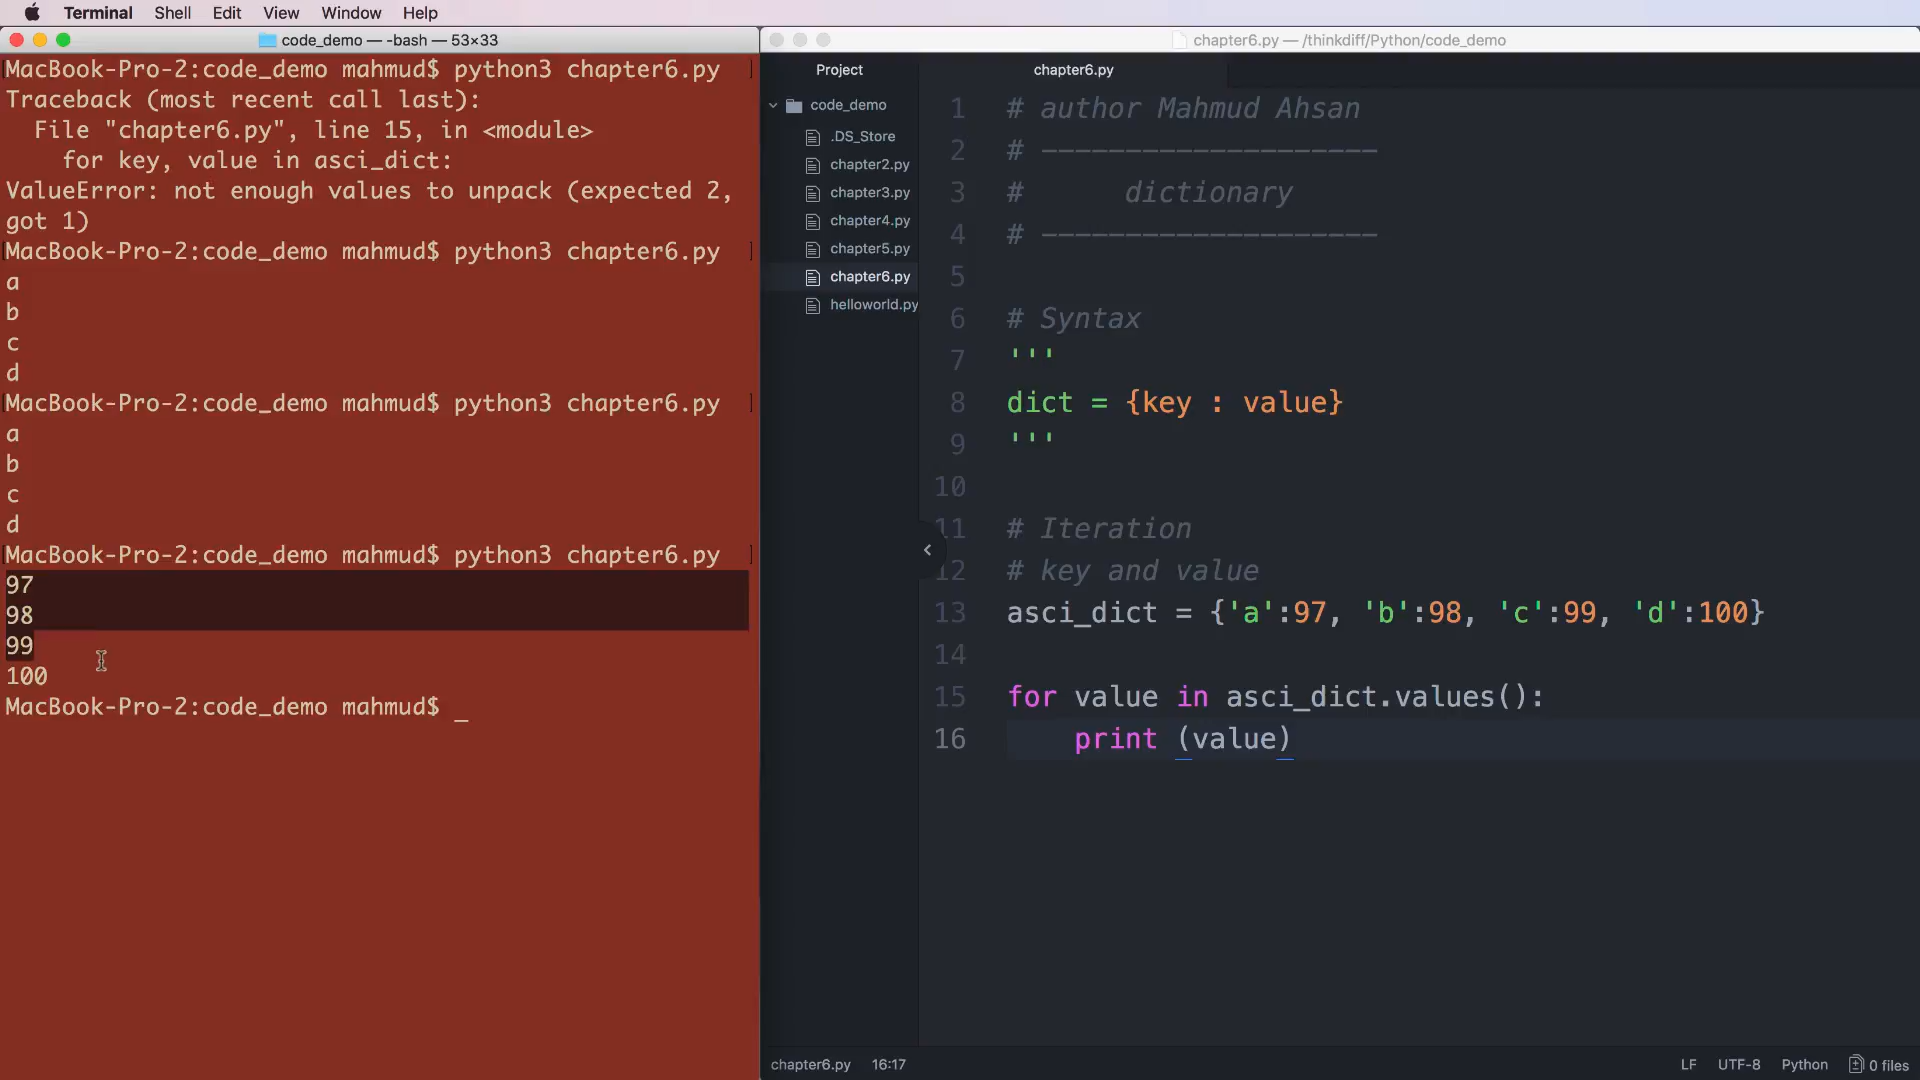 Terminal Shell Edit View Window Help
code_demo — -bash — 53×33
MacBook-Pro-2:code_demo mahmud$ python3 chapter6.py
Traceback (most recent call last):
  File "chapter6.py", line 15, in <module>
    for key, value in asci_dict:
ValueError: not enough values to unpack (expected 2,
got 1)
MacBook-Pro-2:code_demo mahmud$ python3 chapter6.py
a
b
c
d
MacBook-Pro-2:code_demo mahmud$ python3 chapter6.py
a
b
c
d
MacBook-Pro-2:code_demo mahmud$ python3 chapter6.py
97
98
99
100
MacBook-Pro-2:code_demo mahmud$ _
chapter6.py — /thinkdiff/Python/code_demo
Project
code_demo
.DS_Store
chapter2.py
chapter3.py
chapter4.py
chapter5.py
chapter6.py
helloworld.py
chapter6.py
1 # author Mahmud Ahsan
2 # --------------------
3 #      dictionary
4 # --------------------
5
6 # Syntax
7 '''
8 dict = {key : value}
9 '''
10
11 # Iteration
12 # key and value
13 asci_dict = {'a':97, 'b':98, 'c':99, 'd':100}
14
15 for value in asci_dict.values():
16     print (value)
chapter6.py 16:17
LF UTF-8 Python 0 files